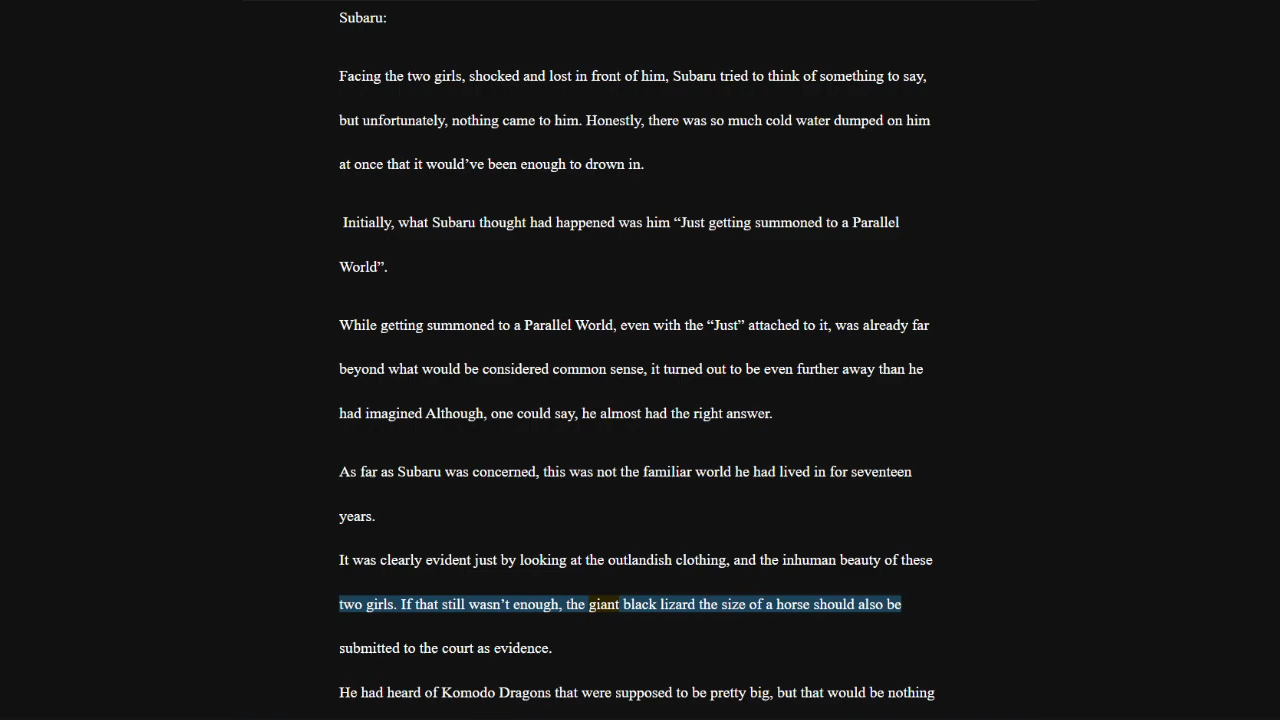 Subaru:
Facing the two girls, shocked and lost in front of him, Subaru tried to think of something to say,
but unfortunately, nothing came to him. Honestly, there was so much cold water dumped on him
at once that it would’ve been enough to drown in.
Initially, what Subaru thought had happened was him “Just getting summoned to a Parallel
World”.
While getting summoned to a Parallel World, even with the “Just” attached to it, was already far
beyond what would be considered common sense, it turned out to be even further away than he
had imagined Although, one could say, he almost had the right answer.
As far as Subaru was concerned, this was not the familiar world he had lived in for seventeen
years.
It was clearly evident just by looking at the outlandish clothing, and the inhuman beauty of these
two girls. If that still wasn’t enough, the giant black lizard the size of a horse should also be
submitted to the court as evidence.
He had heard of Komodo Dragons that were supposed to be pretty big, but that would be nothing